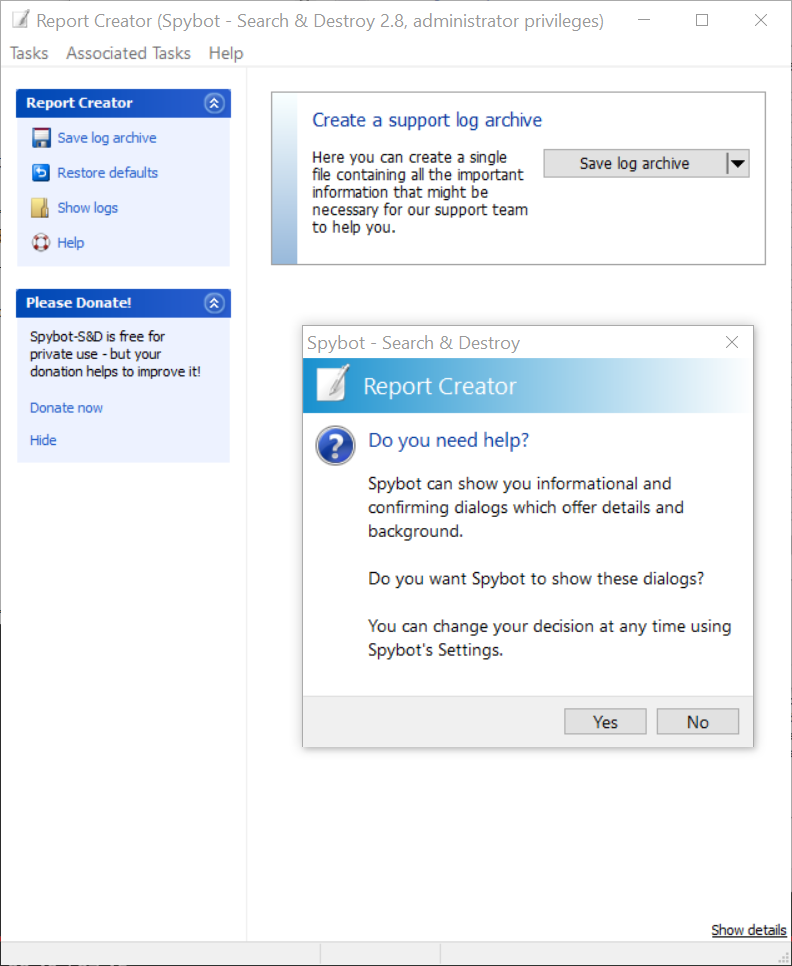 Report Creator (Spybot - Search & Destroy 2.8, administrator privileges)
Tasks Associated Tasks Help
Report Creator
Save log archive
Restore defaults
Show logs
Help
Please Donate!
Spybot-S&D is free for
private use - but your
donation helps to improve it!
Donate now
Hide
Create a support log archive
Here you can create a single
file containing all the important
information that might be
necessary for our support team
to help you.
Save log archive
Spybot - Search & Destroy
Report Creator
Do you need help?
Spybot can show you informational and
confirming dialogs which offer details and
background.
Do you want Spybot to show these dialogs?
You can change your decision at any time using
Spybot's Settings.
Yes No
Show details